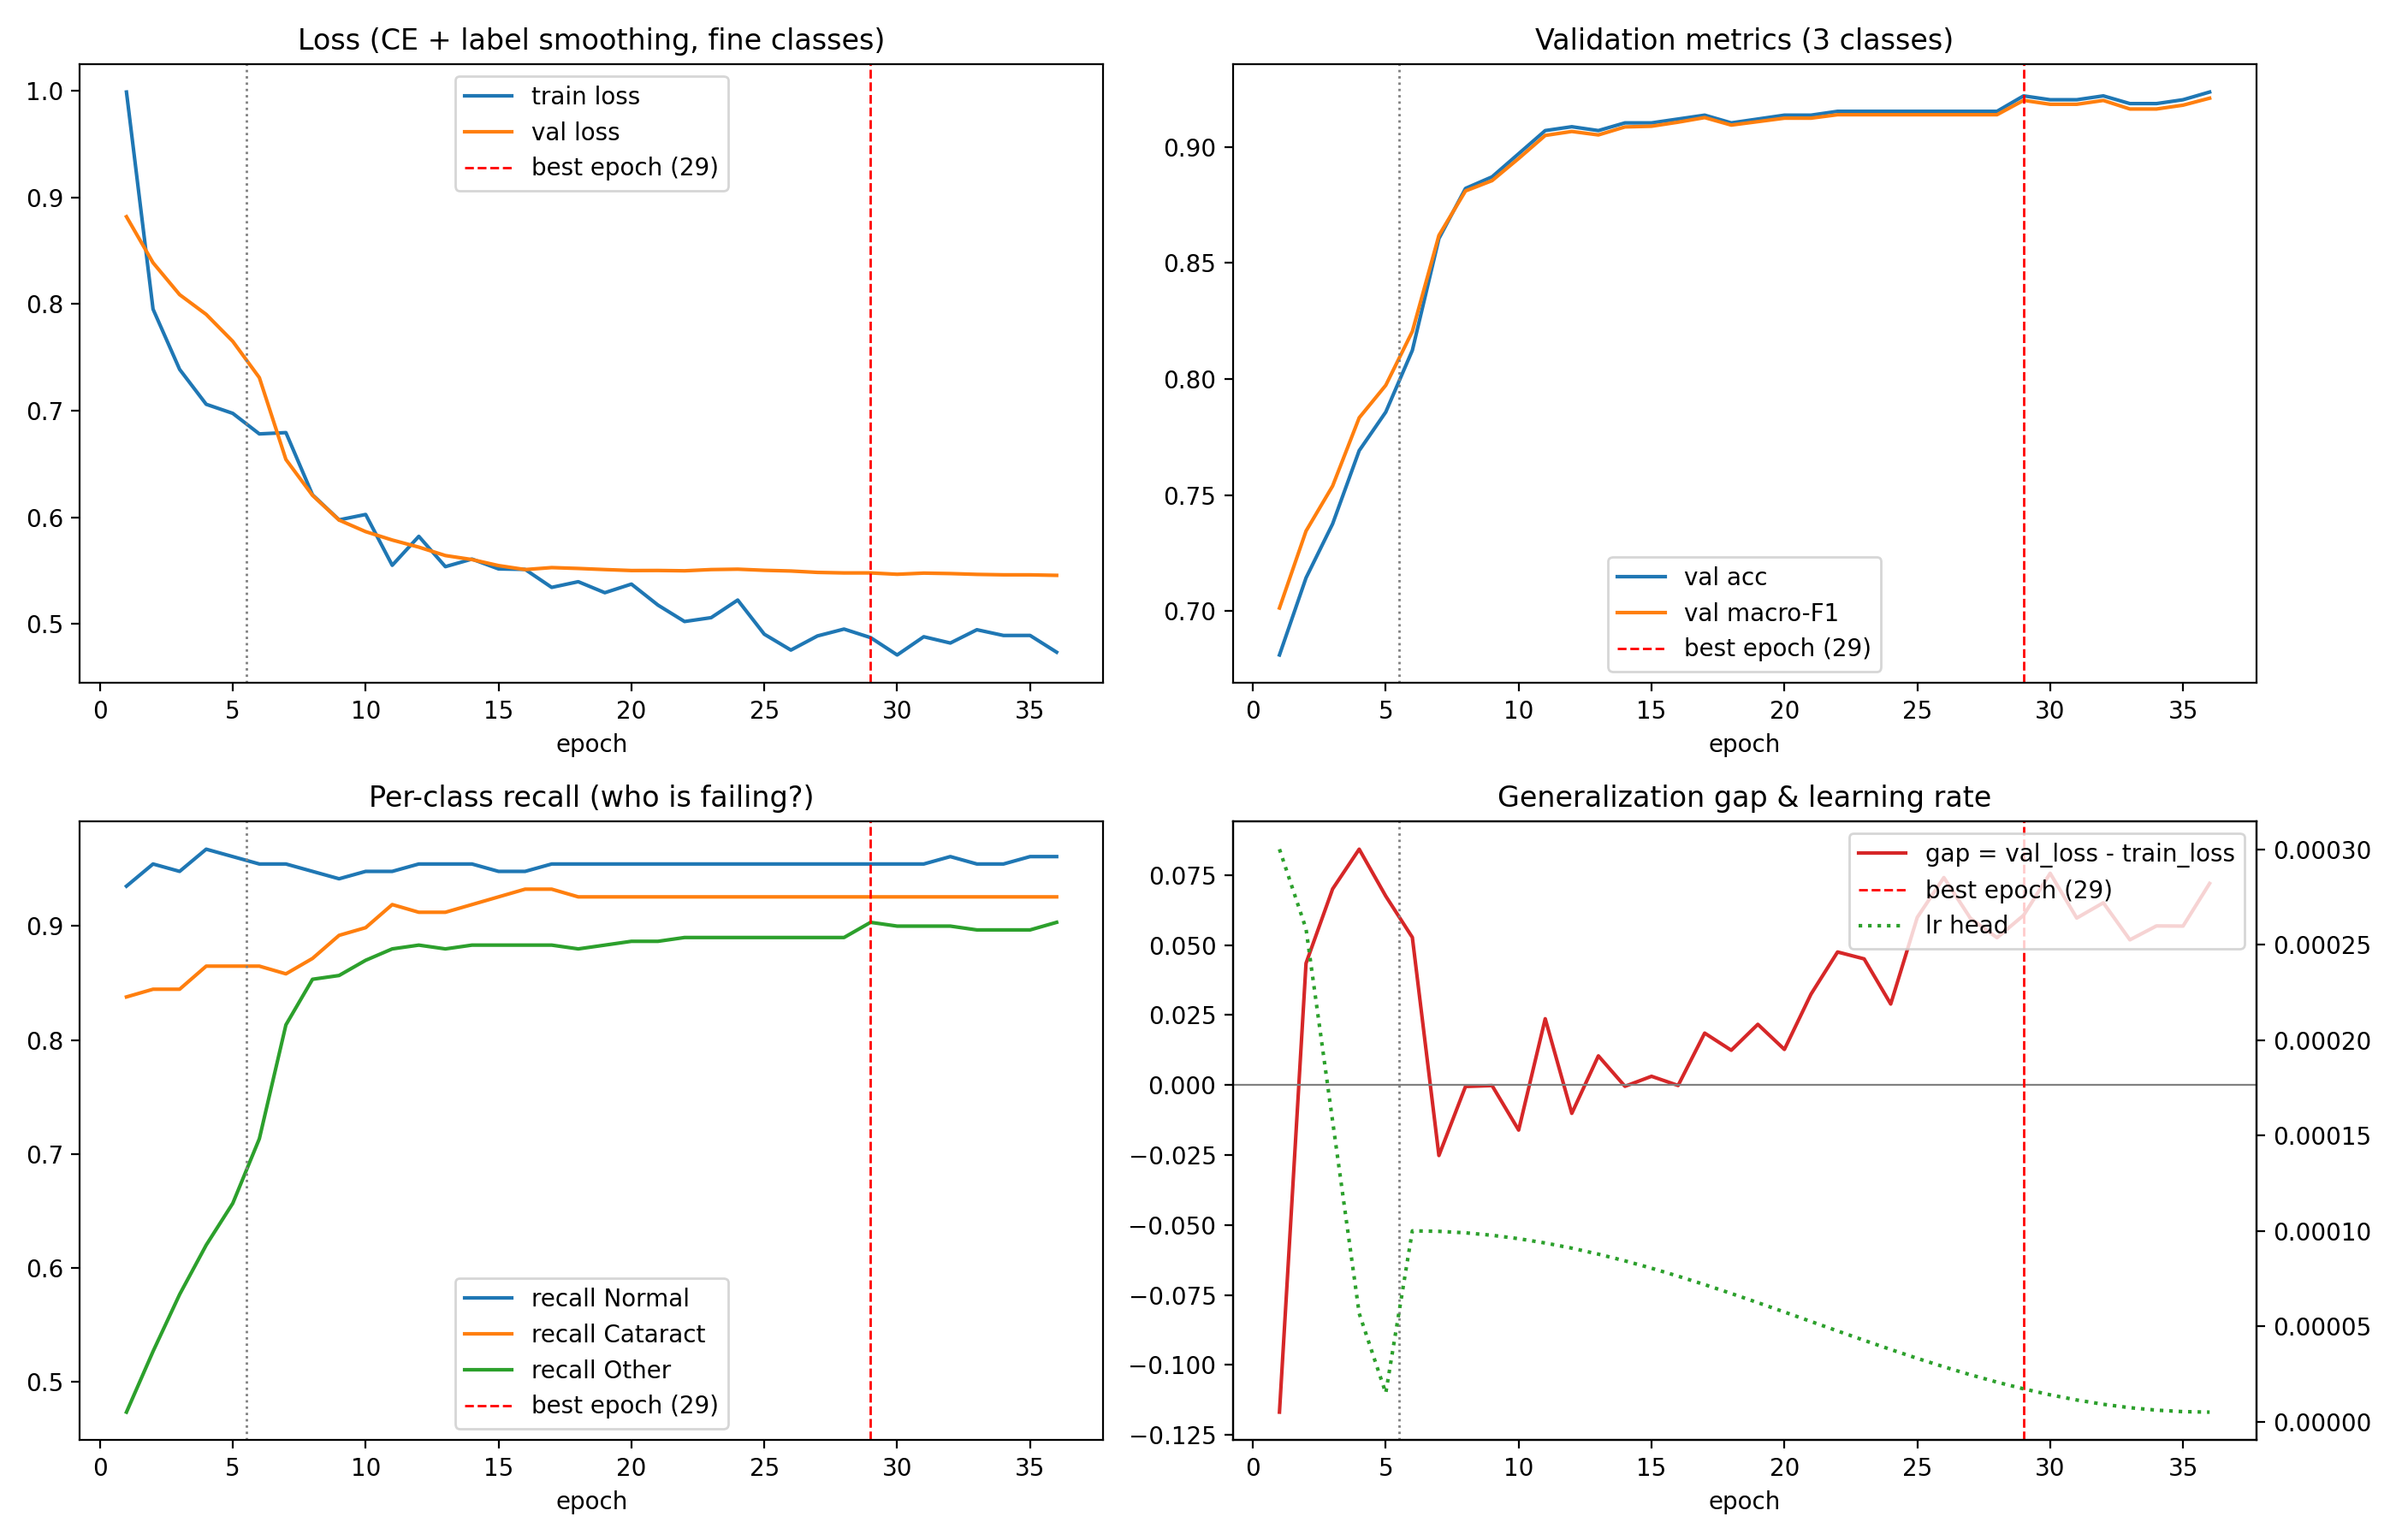 Loss (CE + label smoothing, fine classes)
1.0
0.9
0.8
0.7
0.6
0.5
train loss
val loss
best epoch (29)
0 5 10 15 20 25 30 35
epoch
Validation metrics (3 classes)
0.90
0.85
0.80
0.75
0.70
val acc
val macro-F1
best epoch (29)
0 5 10 15 20 25 30 35
epoch
Per-class recall (who is failing?)
0.9
0.8
0.7
0.6
0.5
recall Normal
recall Cataract
recall Other
best epoch (29)
0 5 10 15 20 25 30 35
epoch
Generalization gap & learning rate
0.075
0.050
0.025
0.000
−0.025
−0.050
−0.075
−0.100
−0.125
gap = val_loss - train_loss
best epoch (29)
lr head
0.00030
0.00025
0.00020
0.00015
0.00010
0.00005
0.00000
0 5 10 15 20 25 30 35
epoch